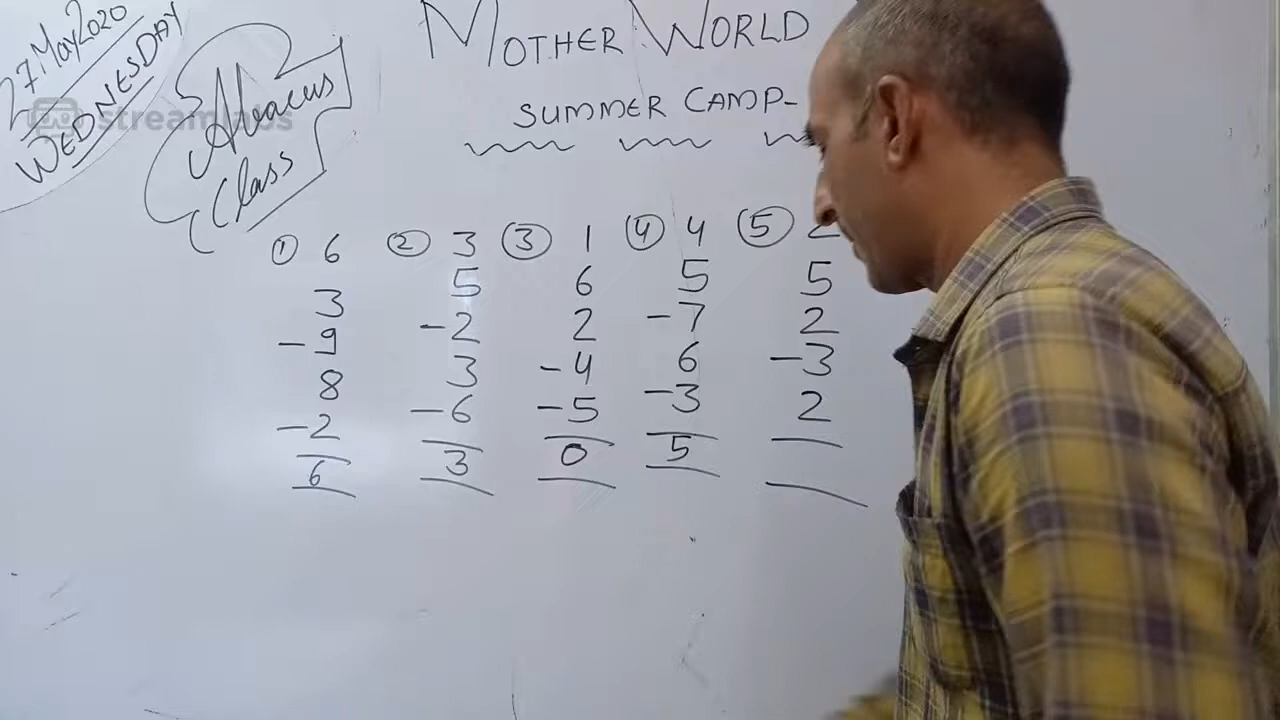 27 May 2020
WEDNESDAY
streamlabs
Abacus
Class
MOTHER WORLD
SUMMER CAMP-
① 6 ② 3 ③ 1 ④ 4 ⑤
3 5 6 5 5
-9 -2 2 -7 2
8 3 -4 6 -3
-2 -6 -5 -3 2
6 3 0 5